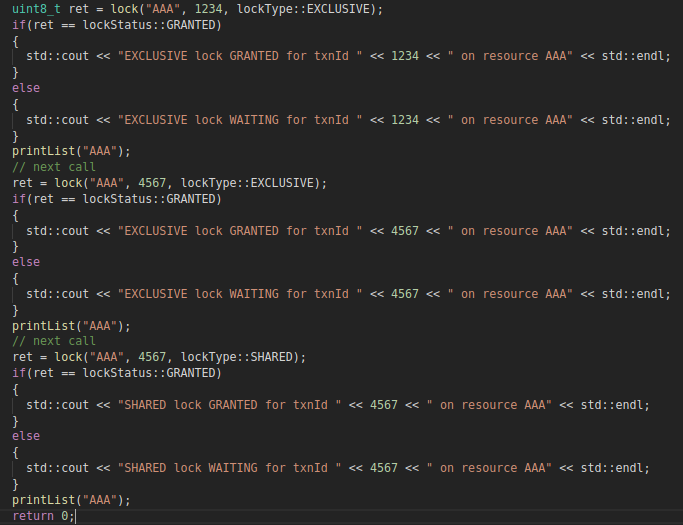 uint8_t ret = lock("AAA", 1234, lockType::EXCLUSIVE);
if(ret == lockStatus::GRANTED)
{
  std::cout << "EXCLUSIVE lock GRANTED for txnId " << 1234 << " on resource AAA" << std::endl;
}
else
{
  std::cout << "EXCLUSIVE lock WAITING for txnId " << 1234 << " on resource AAA" << std::endl;
}
printList("AAA");
// next call
ret = lock("AAA", 4567, lockType::EXCLUSIVE);
if(ret == lockStatus::GRANTED)
{
  std::cout << "EXCLUSIVE lock GRANTED for txnId " << 4567 << " on resource AAA" << std::endl;
}
else
{
  std::cout << "EXCLUSIVE lock WAITING for txnId " << 4567 << " on resource AAA" << std::endl;
}
printList("AAA");
// next call
ret = lock("AAA", 4567, lockType::SHARED);
if(ret == lockStatus::GRANTED)
{
  std::cout << "SHARED lock GRANTED for txnId " << 4567 << " on resource AAA" << std::endl;
}
else
{
  std::cout << "SHARED lock WAITING for txnId " << 4567 << " on resource AAA" << std::endl;
}
printList("AAA");
return 0;